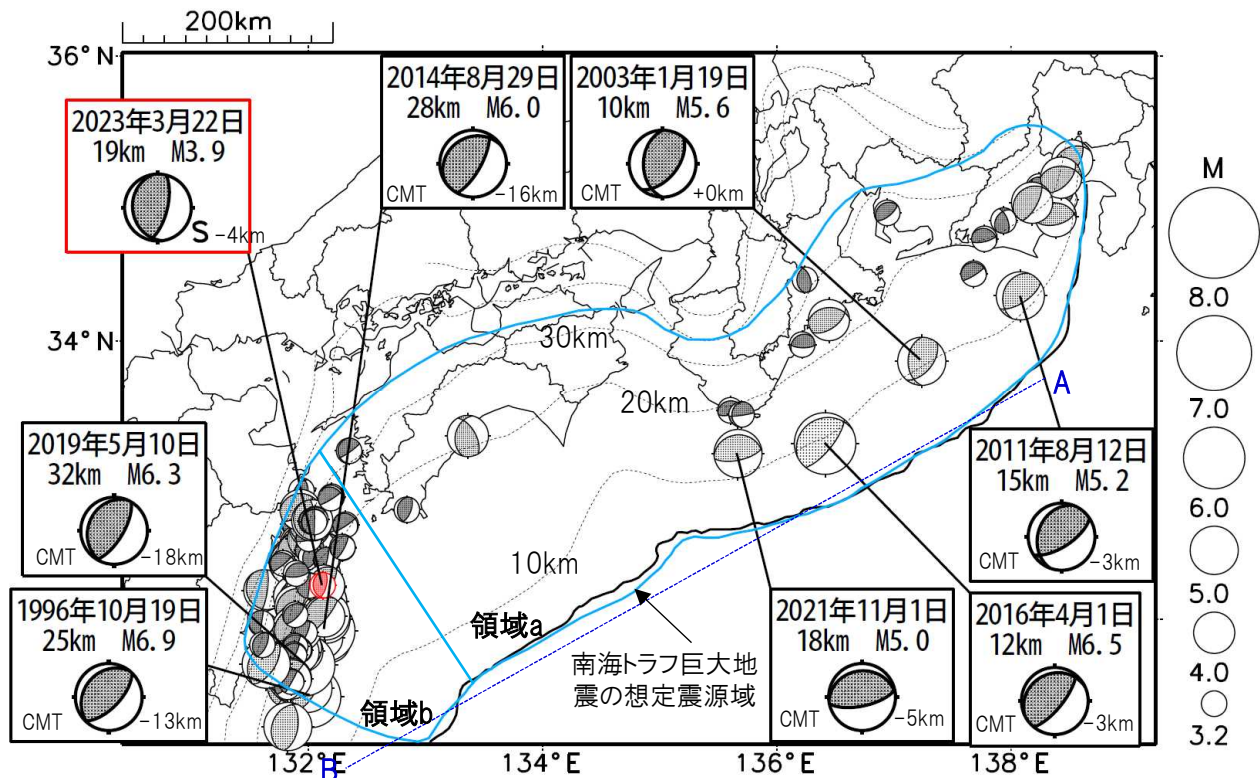 200km
36°N
34°N
132°E
134°E
136°E
138°E
2023年3月22日
19km M3.9
S -4km
2014年8月29日
28km M6.0
CMT -16km
2003年1月19日
10km M5.6
CMT +0km
2019年5月10日
32km M6.3
CMT -18km
1996年10月19日
25km M6.9
CMT -13km
2011年8月12日
15km M5.2
CMT -3km
2021年11月1日
18km M5.0
CMT -5km
2016年4月1日
12km M6.5
CMT -3km
30km
20km
10km
領域a
領域b
南海トラフ巨大地
震の想定震源域
A
B
M
8.0
7.0
6.0
5.0
4.0
3.2